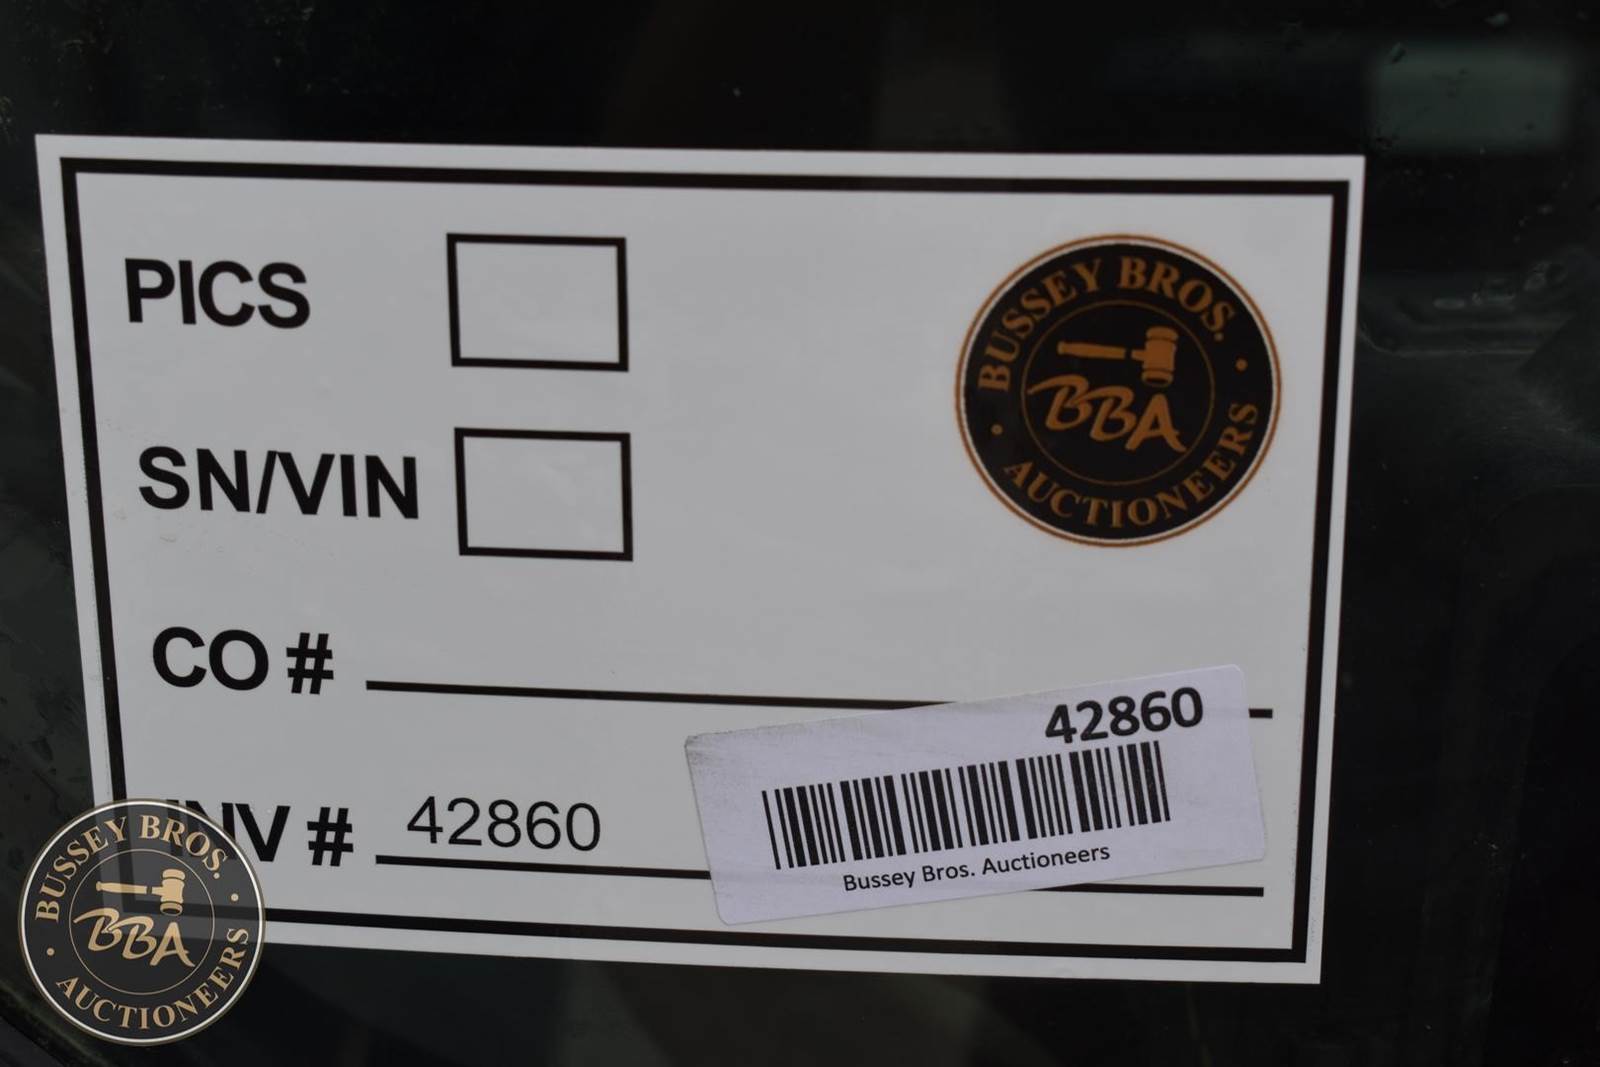 PICS
BUSSEY BROS.
BBA
AUCTIONEERS
SN/VIN
CO #
42860
INV # 42860
Bussey Bros. Auctioneers
BUSSEY BROS.
BBA
AUCTIONEERS